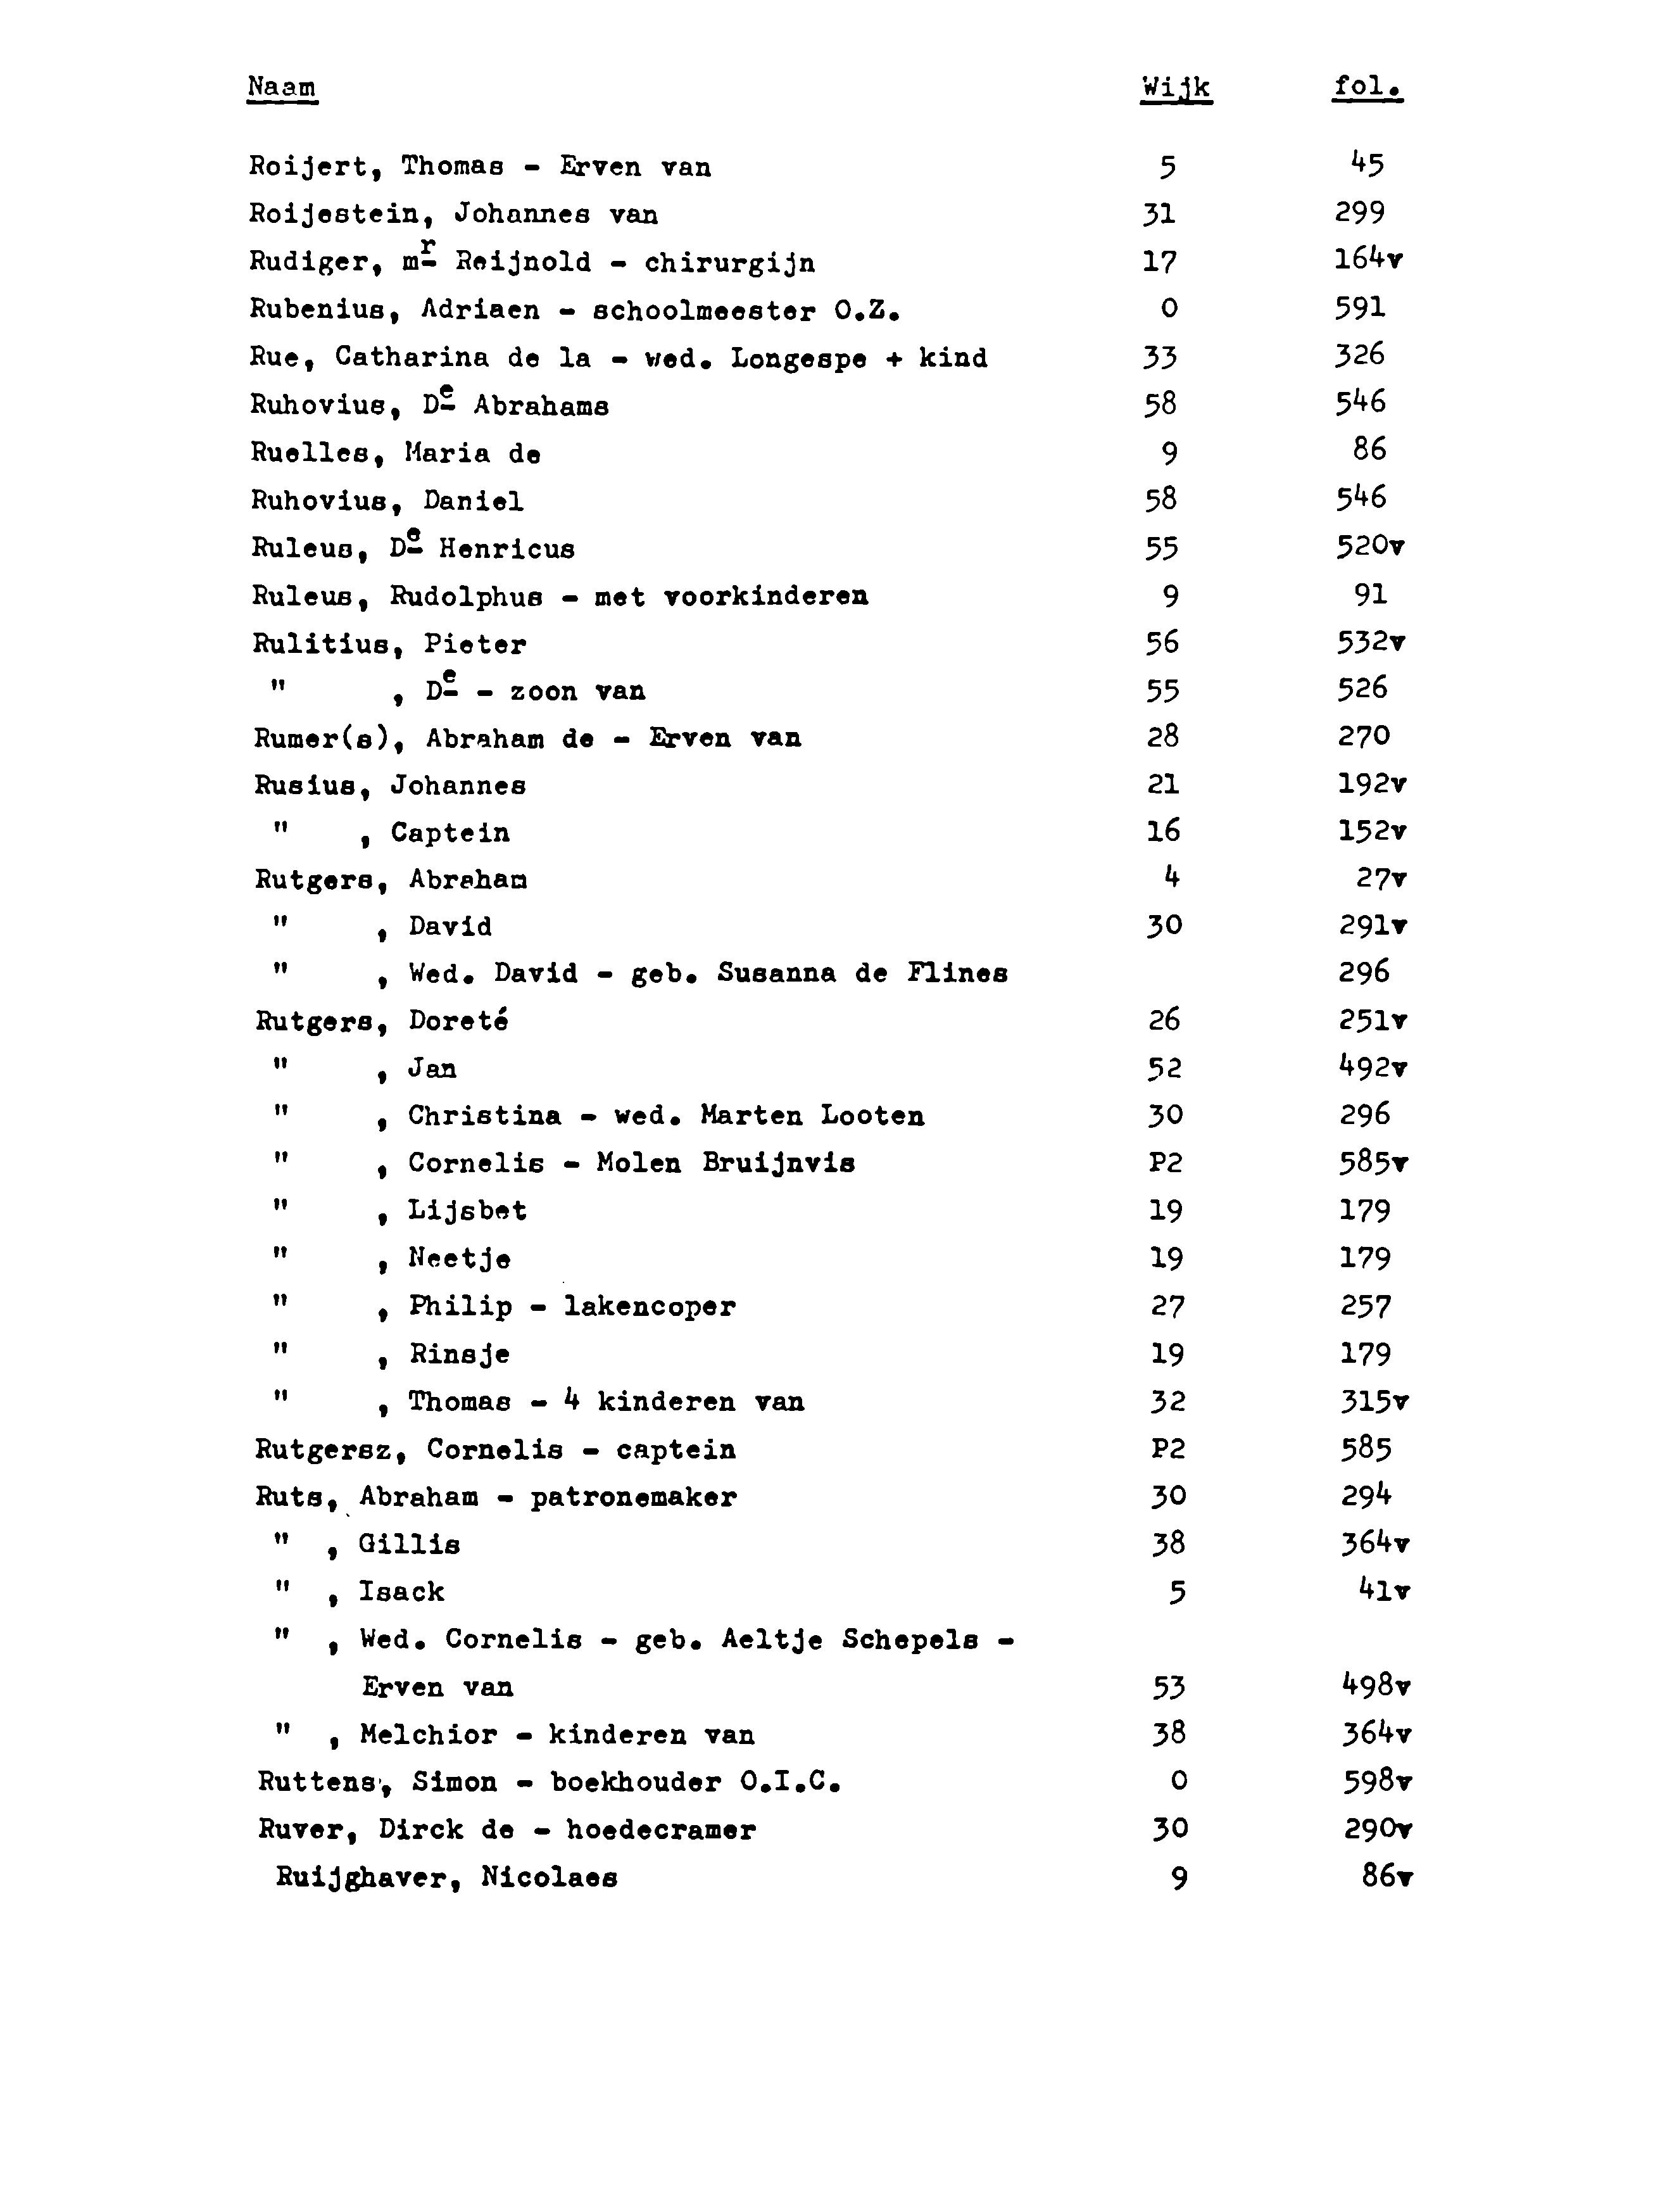 Naam Wijk fol.
Roijert, Thomas - Erven van 5 45
Roijestein, Johannes van 31 299
Rudiger, mr Reijnold - chirurgijn 17 164v
Rubenius, Adriaen - schoolmeester O.Z. 0 591
Rue, Catharina de la - wed. Longespe + kind 33 326
Ruhovius, De Abrahams 58 546
Ruelles, Maria de 9 86
Ruhovius, Daniel 58 546
Ruleus, De Henricus 55 520v
Ruleus, Rudolphus - met voorkinderen 9 91
Rulitius, Pieter 56 532v
" , De - zoon van 55 526
Rumer(s), Abraham de - Erven van 28 270
Rusius, Johannes 21 192v
" , Captein 16 152v
Rutgers, Abraham 4 27v
" , David 30 291v
" , Wed. David - geb. Susanna de Flines 296
Rutgers, Doreté 26 251v
" , Jan 52 492v
" , Christina - wed. Marten Looten 30 296
" , Cornelis - Molen Bruijnvis P2 585v
" , Lijsbet 19 179
" , Neetje 19 179
" , Philip - lakencoper 27 257
" , Rinsje 19 179
" , Thomas - 4 kinderen van 32 315v
Rutgersz, Cornelis - captein P2 585
Ruts, Abraham - patronemaker 30 294
" , Gillis 38 364v
" , Isack 5 41v
" , Wed. Cornelis - geb. Aeltje Schepels -
Erven van 53 498v
" , Melchior - kinderen van 38 364v
Ruttens, Simon - boekhouder O.I.C. 0 598v
Ruver, Dirck de - hoedecramer 30 290v
Ruijghaver, Nicolaes 9 86v